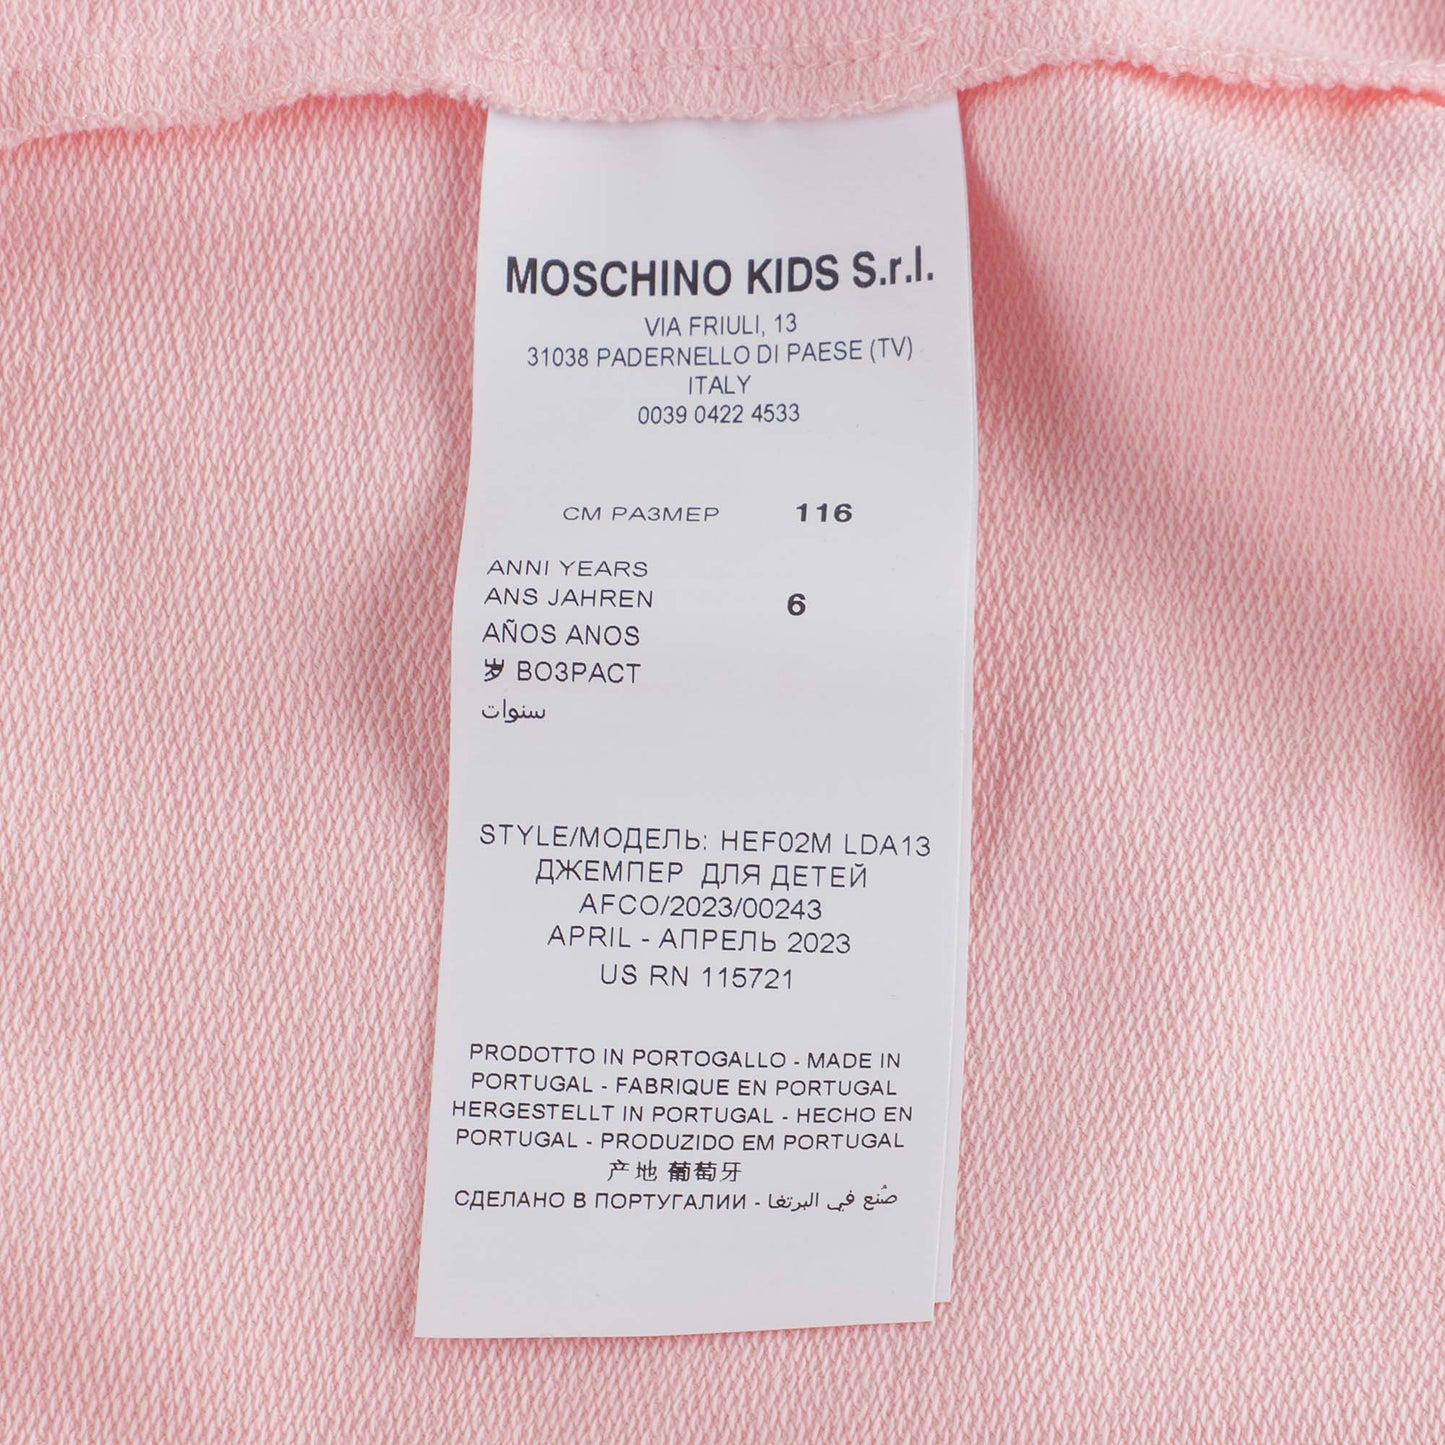 MOSCHINO KIDS S.r.l.
VIA FRIULI, 13
31038 PADERNELLO DI PAESE (TV)
ITALY
0039 0422 4533
CM РАЗМЕР 116
ANNI YEARS
ANS JAHREN 6
AÑOS ANOS
岁 ВОЗРАСТ
سنوات
STYLE/МОДЕЛЬ: HEF02M LDA13
ДЖЕМПЕР ДЛЯ ДЕТЕЙ
AFCO/2023/00243
APRIL - АПРЕЛЬ 2023
US RN 115721
PRODOTTO IN PORTOGALLO - MADE IN
PORTUGAL - FABRIQUE EN PORTUGAL
HERGESTELLT IN PORTUGAL - HECHO EN
PORTUGAL - PRODUZIDO EM PORTUGAL
产地 葡萄牙
СДЕЛАНО В ПОРТУГАЛИИ - صُنع في البرتغا